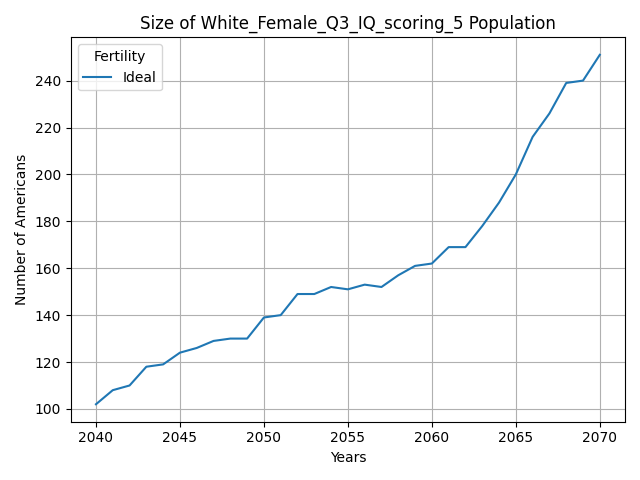 Size of White_Female_Q3_IQ_scoring_5 Population
Fertility
Ideal
Number of Americans
240
220
200
180
160
140
120
100
2040 2045 2050 2055 2060 2065 2070
Years